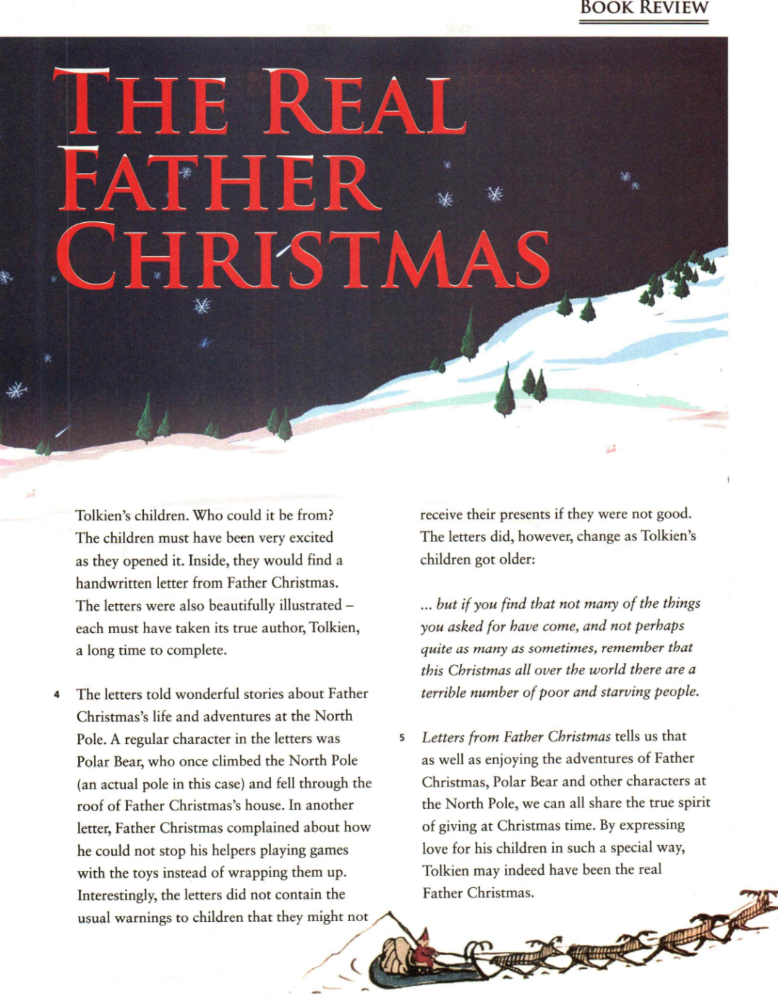 BOOK REVIEW
THE REAL
FATHER
CHRISTMAS
Tolkien's children. Who could it be from?
The children must have been very excited
as they opened it. Inside, they would find a
handwritten letter from Father Christmas.
The letters were also beautifully illustrated –
each must have taken its true author, Tolkien,
a long time to complete.
4 The letters told wonderful stories about Father
Christmas's life and adventures at the North
Pole. A regular character in the letters was
Polar Bear, who once climbed the North Pole
(an actual pole in this case) and fell through the
roof of Father Christmas's house. In another
letter, Father Christmas complained about how
he could not stop his helpers playing games
with the toys instead of wrapping them up.
Interestingly, the letters did not contain the
usual warnings to children that they might not
receive their presents if they were not good.
The letters did, however, change as Tolkien's
children got older:
... but if you find that not many of the things
you asked for have come, and not perhaps
quite as many as sometimes, remember that
this Christmas all over the world there are a
terrible number of poor and starving people.
5 Letters from Father Christmas tells us that
as well as enjoying the adventures of Father
Christmas, Polar Bear and other characters at
the North Pole, we can all share the true spirit
of giving at Christmas time. By expressing
love for his children in such a special way,
Tolkien may indeed have been the real
Father Christmas.